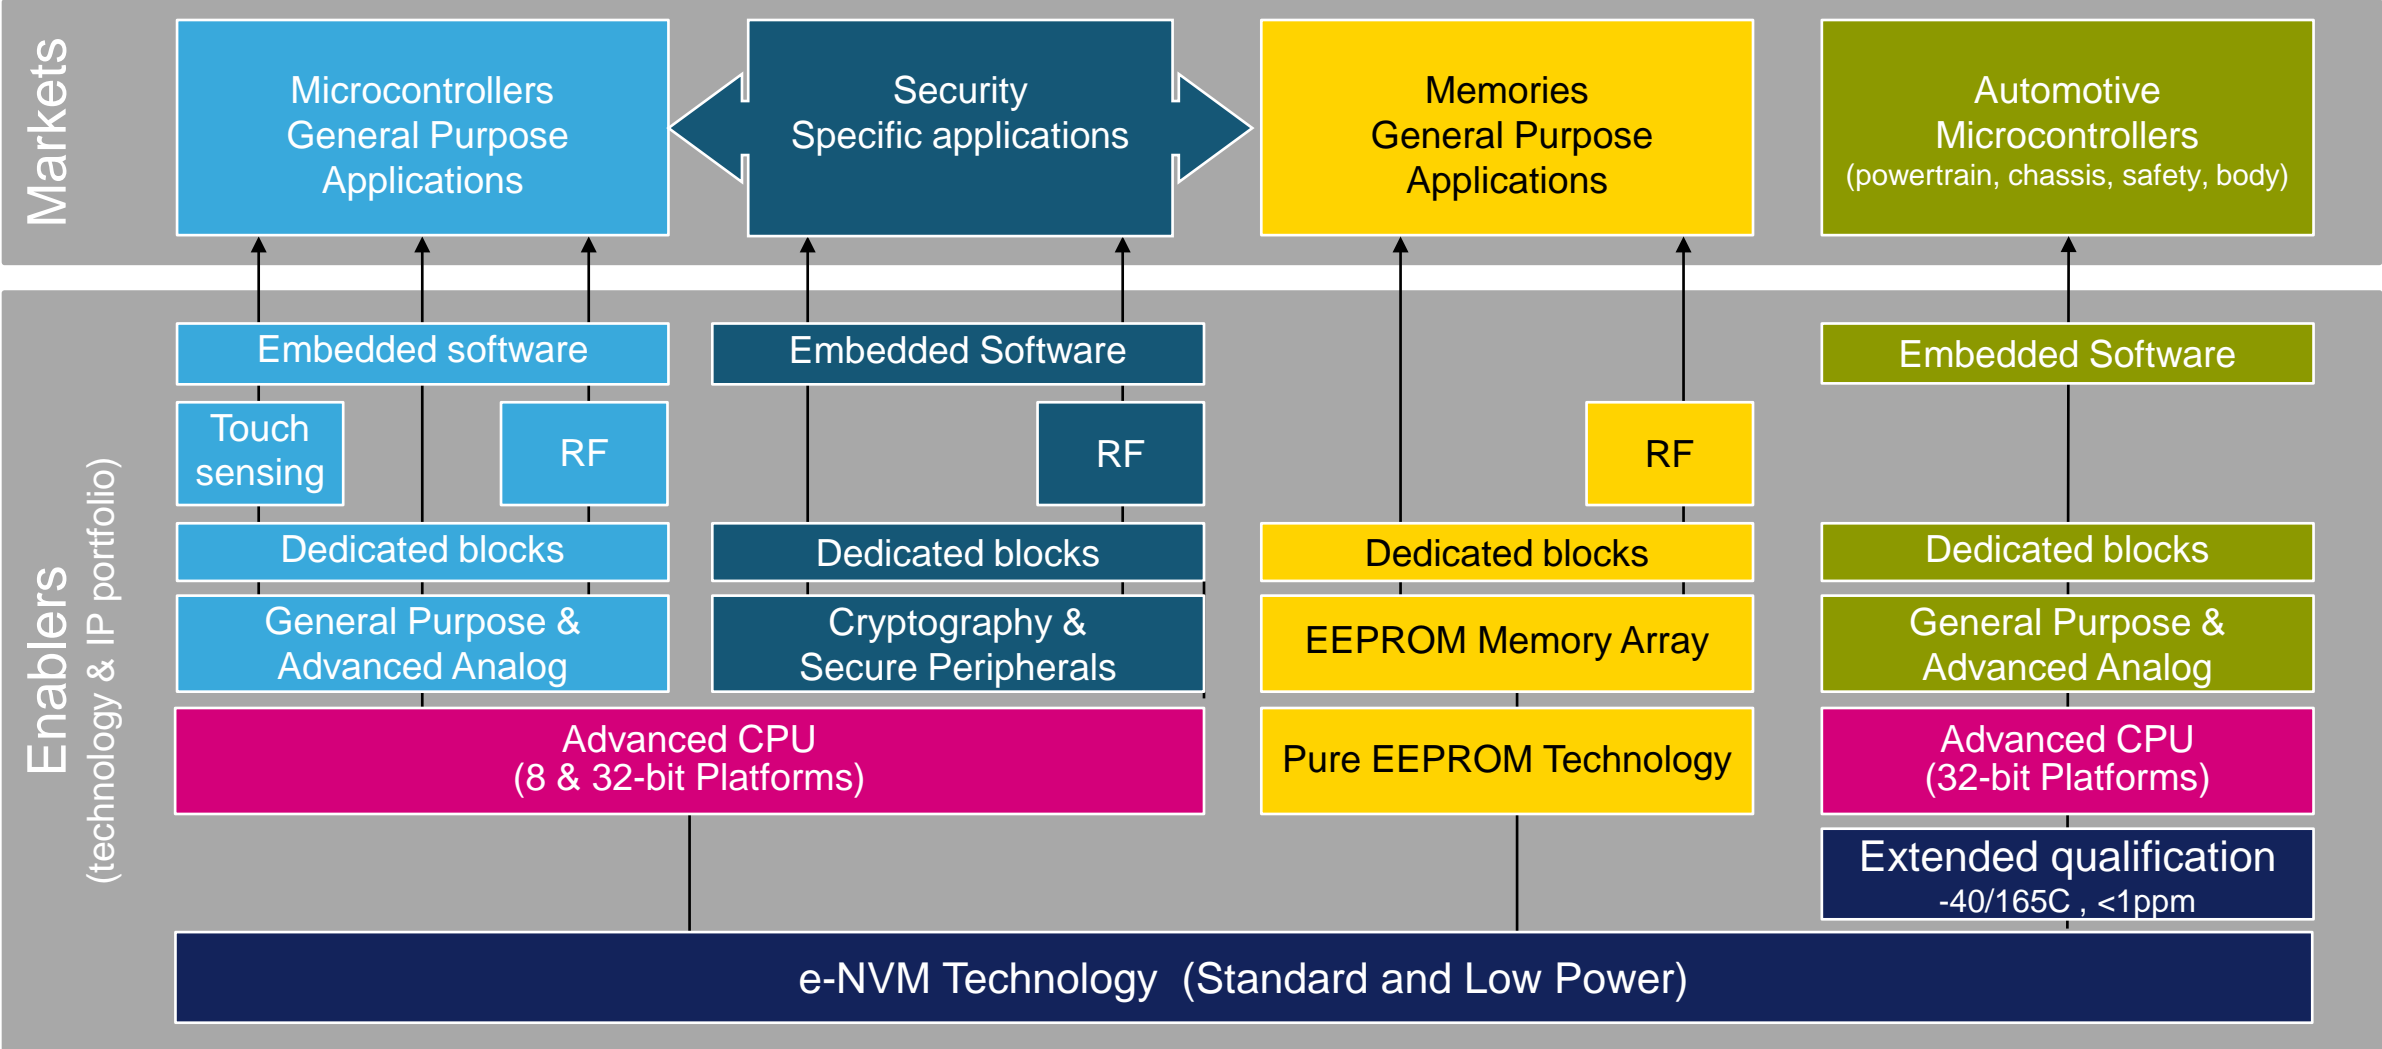 Markets
Microcontrollers
General Purpose
Applications
Security
Specific applications
Memories
General Purpose
Applications
Automotive
Microcontrollers
(powertrain, chassis, safety, body)
Enablers
(technology & IP portfolio)
Embedded software
Touch
sensing
RF
Dedicated blocks
General Purpose &
Advanced Analog
Embedded Software
RF
Dedicated blocks
Cryptography &
Secure Peripherals
Advanced CPU
(8 & 32-bit Platforms)
RF
Dedicated blocks
EEPROM Memory Array
Pure EEPROM Technology
Embedded Software
Dedicated blocks
General Purpose &
Advanced Analog
Advanced CPU
(32-bit Platforms)
Extended qualification
-40/165C , <1ppm
e-NVM Technology  (Standard and Low Power)